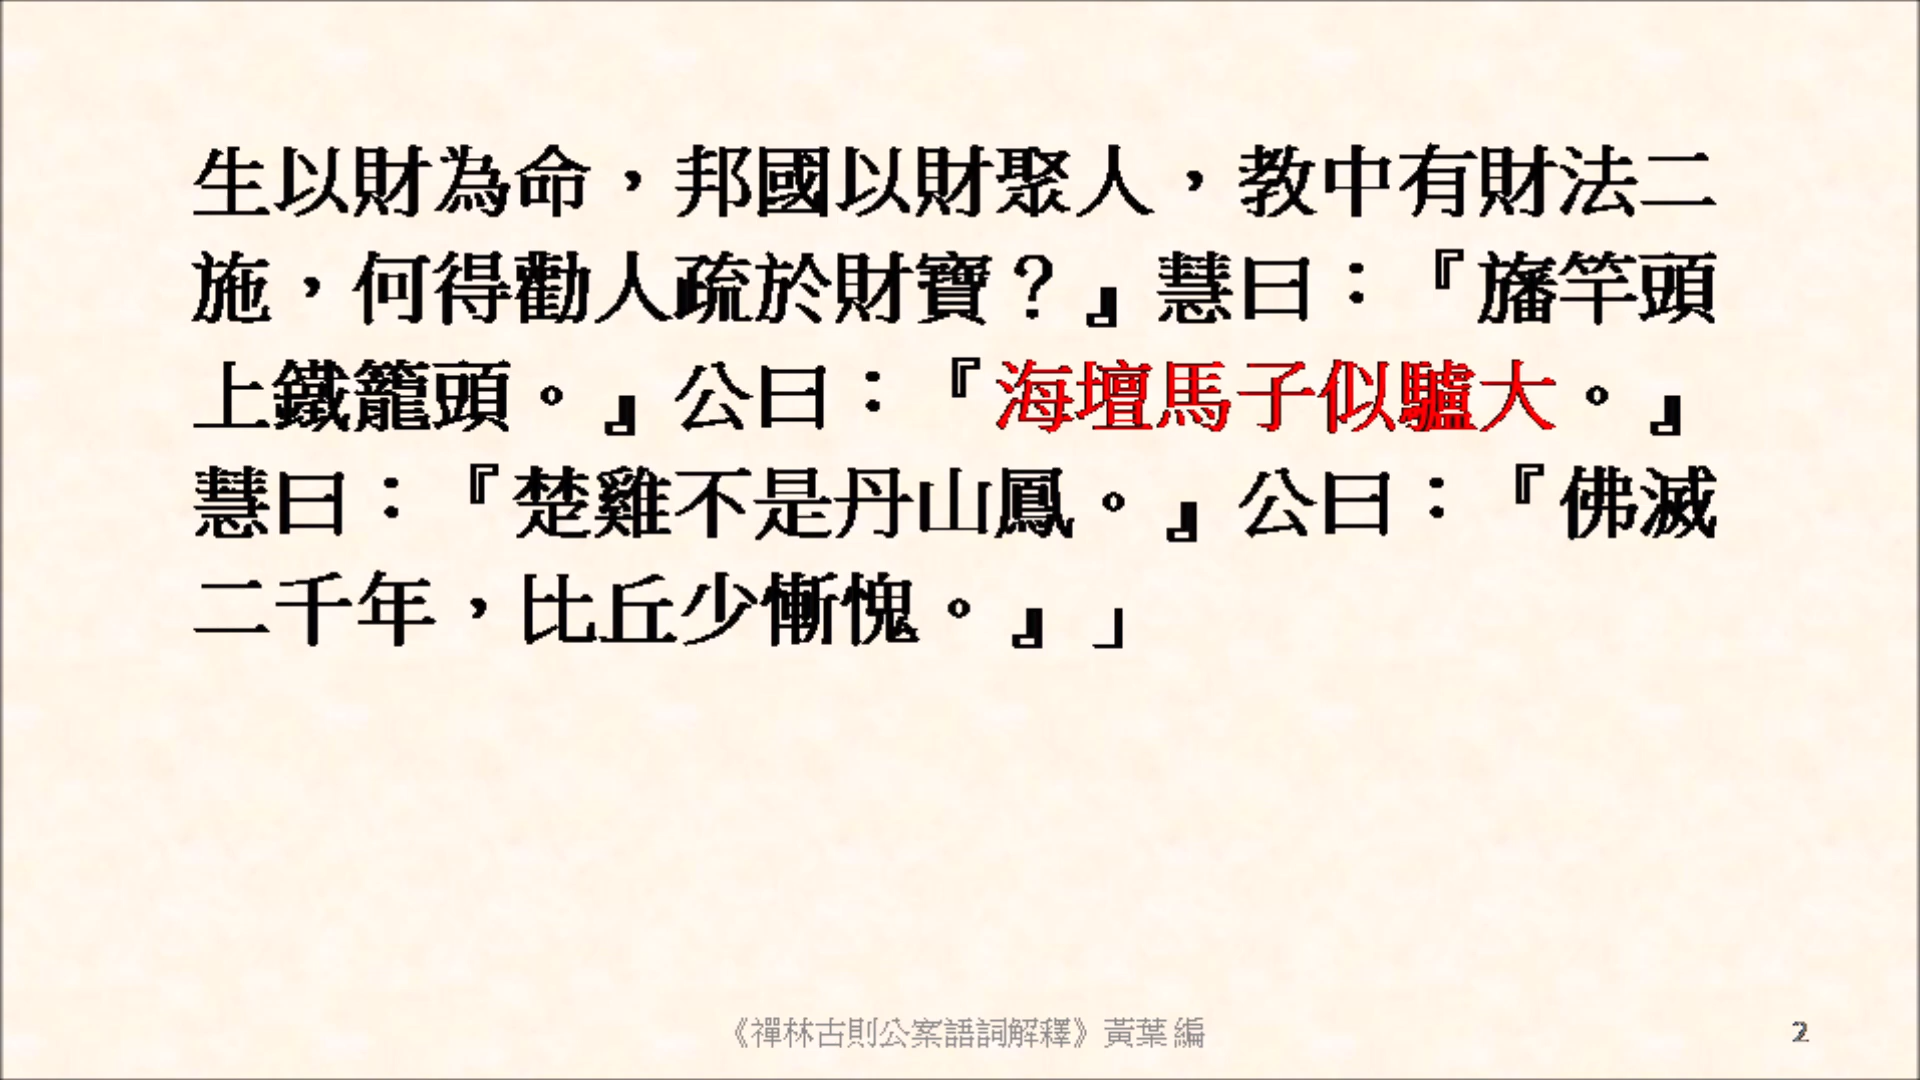 生以財為命，邦國以財聚人，教中有財法二
施，何得勸人疏於財寶？』慧曰：『旛竿頭
上鐵籠頭。』公曰：『海壇馬子似驢大。』
慧曰：『楚雞不是丹山鳳。』公曰：『佛滅
二千年，比丘少慚愧。』」
《禪林古則公案語詞解釋》黃葉編
2